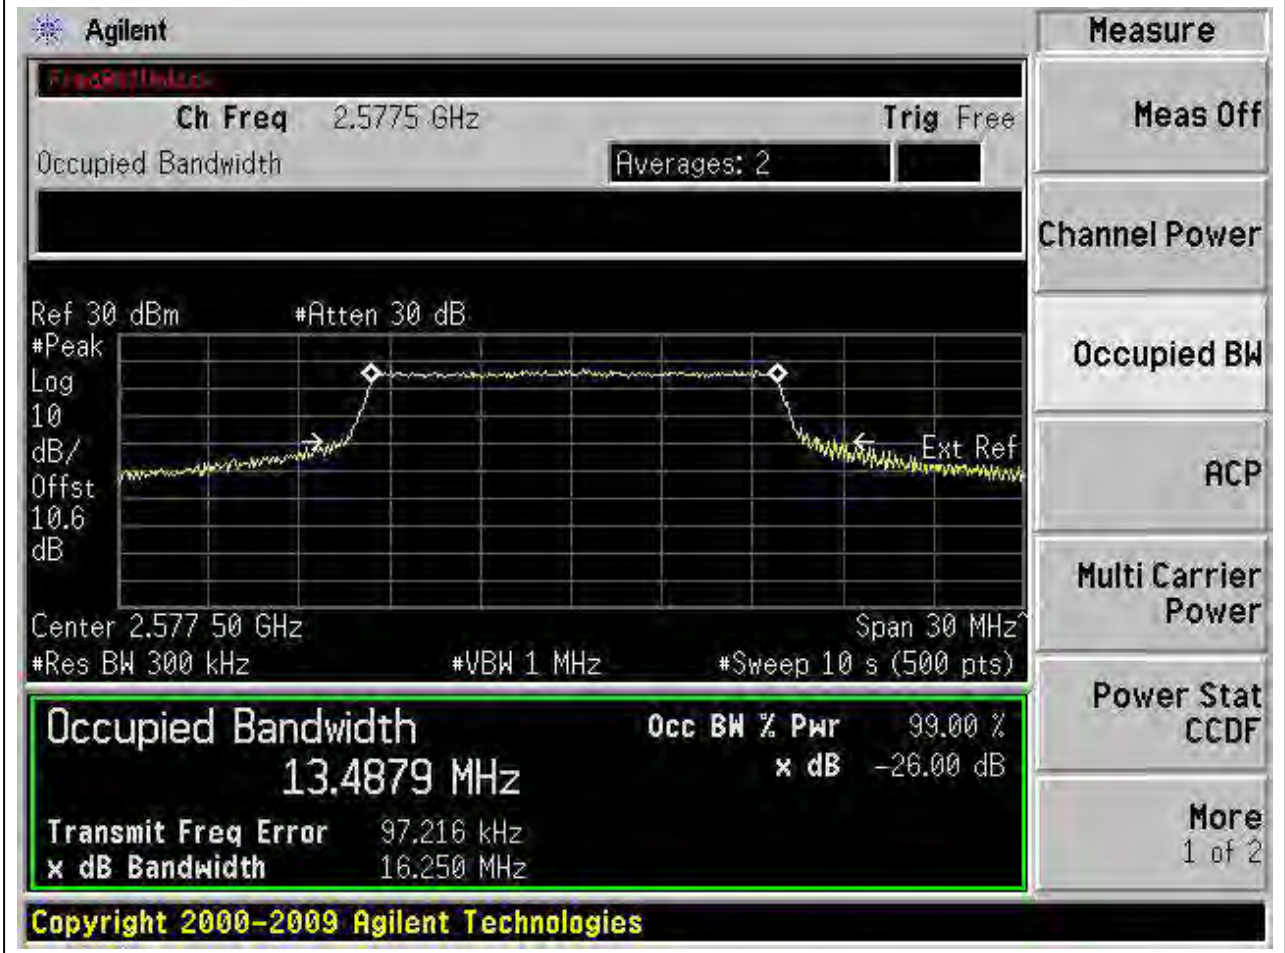 Agilent
Measure
Ch Freq 2.5775 GHz Trig Free
Occupied Bandwidth Averages: 2
Meas Off
Channel Power
Occupied BW
ACP
Multi Carrier
Power
Power Stat
CCDF
More
1 of 2
Ref 30 dBm #Atten 30 dB
#Peak
Log
10
dB/
Offst
10.6
dB
Ext Ref
Center 2.577 50 GHz Span 30 MHz^
#Res BW 300 kHz #VBW 1 MHz #Sweep 10 s (500 pts)
Occupied Bandwidth
13.4879 MHz
Occ BW % Pwr 99.00 %
x dB -26.00 dB
Transmit Freq Error 97.216 kHz
x dB Bandwidth 16.250 MHz
Copyright 2000-2009 Agilent Technologies